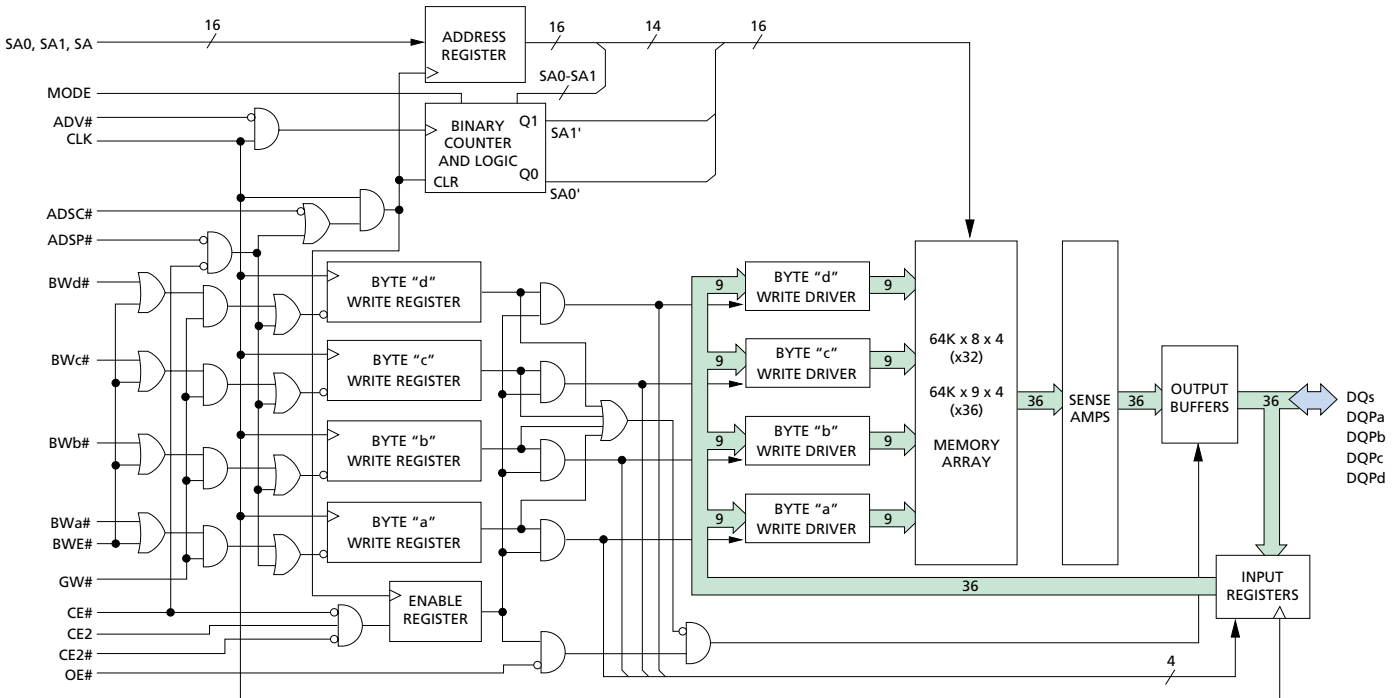 16
16
14
16
SA0, SA1, SA
ADDRESS
REGISTER
SA0-SA1
MODE
ADV#
CLK
BINARY
COUNTER
AND LOGIC
Q1
SA1'
Q0
CLR
SA0'
ADSC#
ADSP#
BWd#
BYTE “d”
WRITE REGISTER
9
BYTE “d”
WRITE DRIVER
9
BWc#
BYTE “c”
WRITE REGISTER
9
BYTE “c”
WRITE DRIVER
9
64K x 8 x 4
(x32)
64K x 9 x 4
(x36)
MEMORY
ARRAY
36
SENSE
AMPS
36
OUTPUT
BUFFERS
36
DQs
DQPa
DQPb
DQPc
DQPd
BWb#
BYTE “b”
WRITE REGISTER
9
BYTE “b”
WRITE DRIVER
9
BWa#
BWE#
BYTE “a”
WRITE REGISTER
9
BYTE “a”
WRITE DRIVER
9
GW#
CE#
CE2
CE2#
OE#
ENABLE
REGISTER
36
INPUT
REGISTERS
4